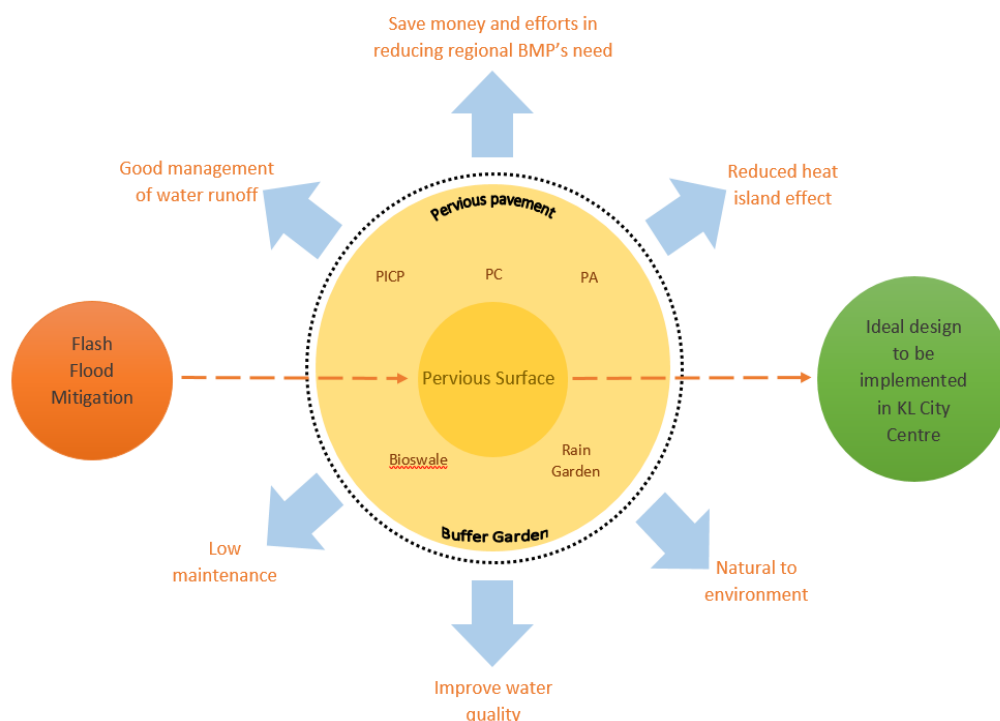 Save money and efforts in
reducing regional BMP's need
Good management
of water runoff
Reduced heat
island effect
Pervious pavement
PICP
PC
PA
Flash
Flood
Mitigation
Pervious Surface
Ideal design
to be
implemented
in KL City
Centre
Bioswale
Rain
Garden
Buffer Garden
Low
maintenance
Natural to
environment
Improve water
quality